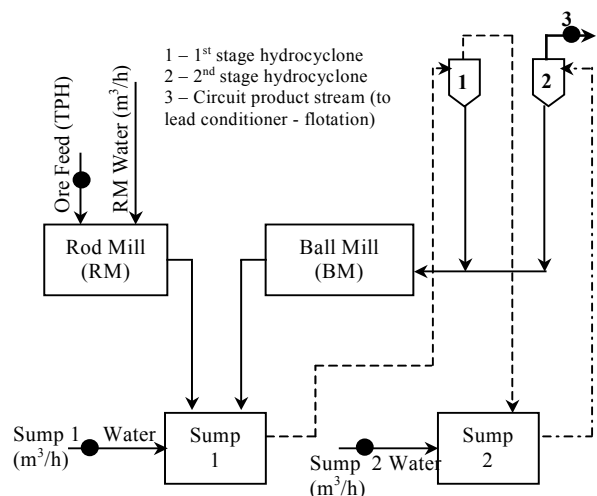 3
1 – 1st stage hydrocyclone
2 – 2nd stage hydrocyclone
3 – Circuit product stream (to
lead conditioner - flotation)
1
2
Ore Feed (TPH)
RM Water (m3/h)
Rod Mill
(RM)
Ball Mill
(BM)
Sump 1 Water
(m3/h)
Sump
1
Sump 2 Water
(m3/h)
Sump
2